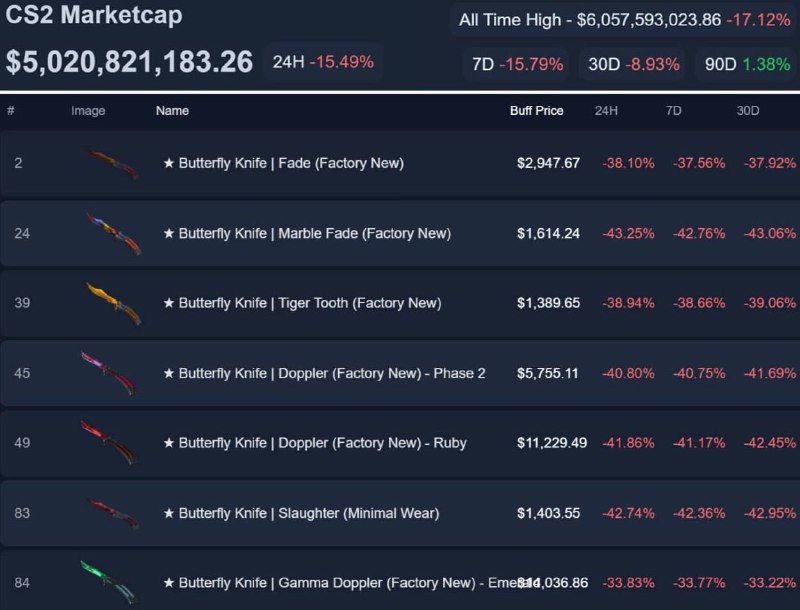 CS2 Marketcap
All Time High - $6,057,593,023.86 -17.12%
$5,020,821,183.26 24H -15.49% 7D -15.79% 30D -8.93% 90D 1.38%
# Image Name Buff Price 24H 7D 30D
2 ★ Butterfly Knife | Fade (Factory New) $2,947.67 -38.10% -37.56% -37.92%
24 ★ Butterfly Knife | Marble Fade (Factory New) $1,614.24 -43.25% -42.76% -43.06%
39 ★ Butterfly Knife | Tiger Tooth (Factory New) $1,389.65 -38.94% -38.66% -39.06%
45 ★ Butterfly Knife | Doppler (Factory New) - Phase 2 $5,755.11 -40.80% -40.75% -41.69%
49 ★ Butterfly Knife | Doppler (Factory New) - Ruby $11,229.49 -41.86% -41.17% -42.45%
83 ★ Butterfly Knife | Slaughter (Minimal Wear) $1,403.55 -42.74% -42.36% -42.95%
84 ★ Butterfly Knife | Gamma Doppler (Factory New) - Emerald $14,036.86 -33.83% -33.77% -33.22%